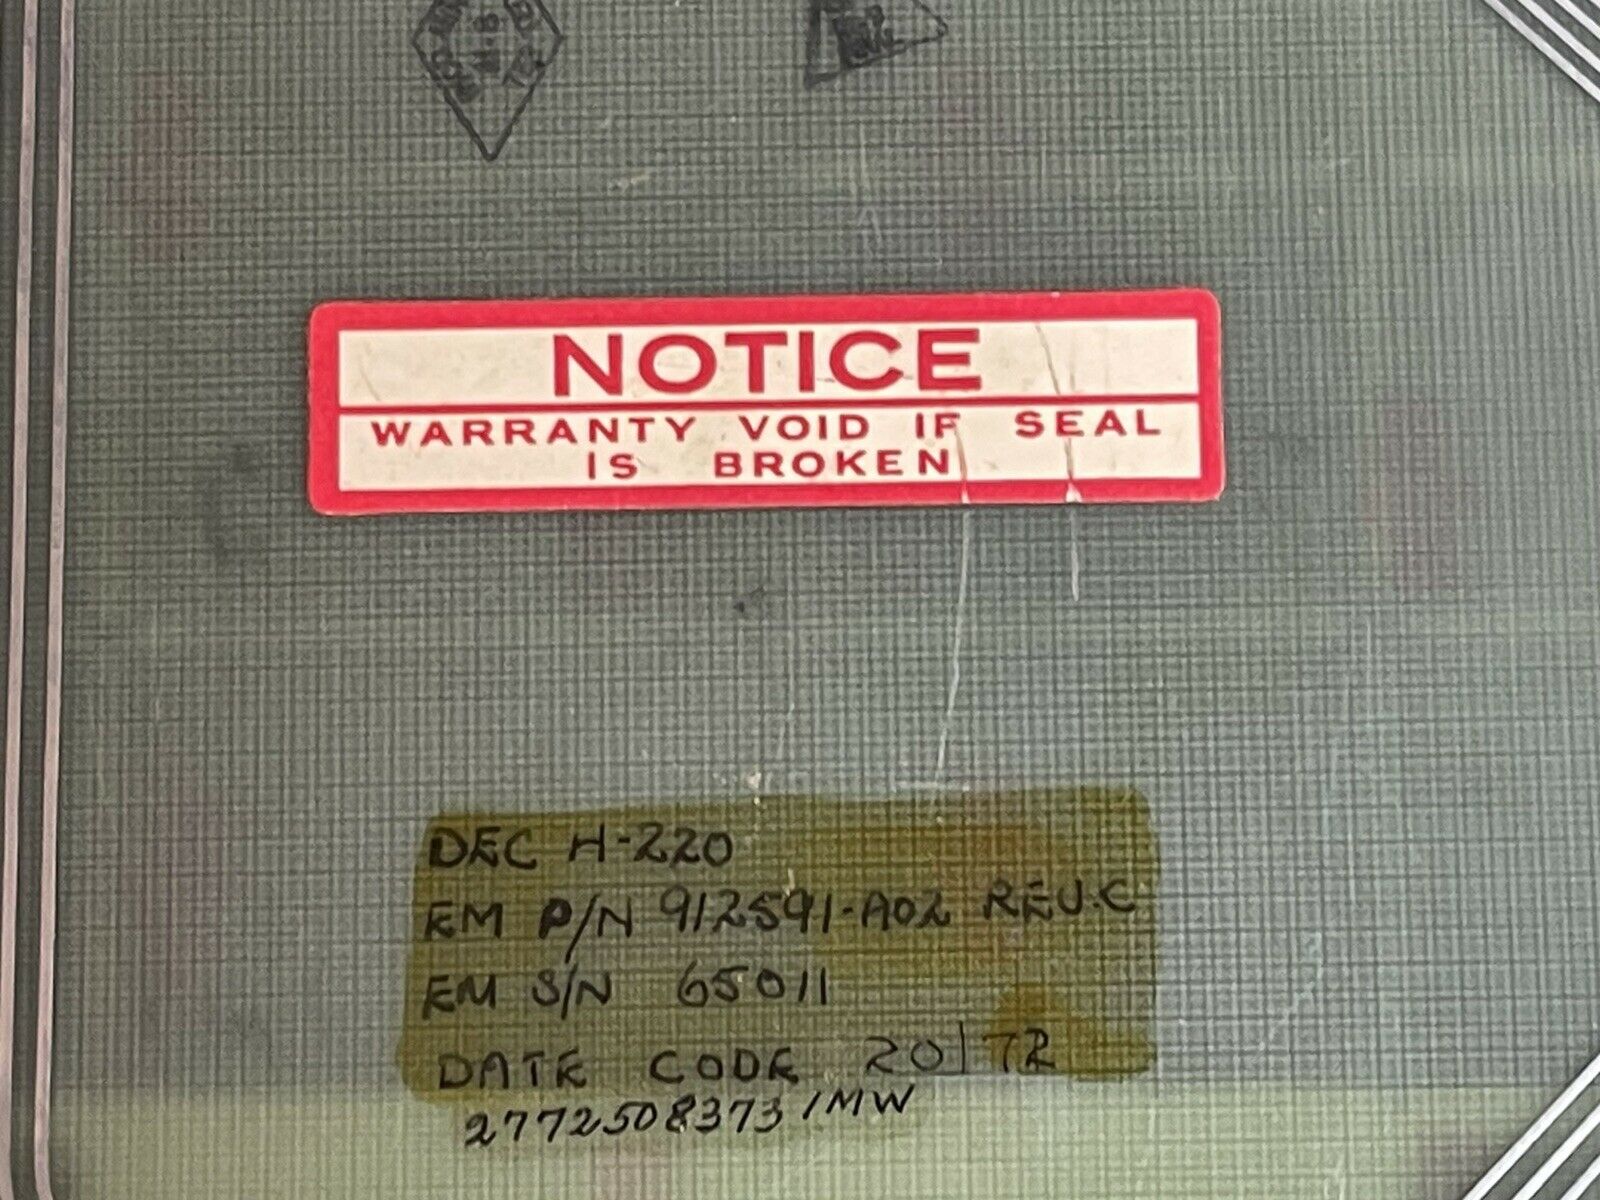 NOTICE
WARRANTY VOID IF SEAL
IS BROKEN
DEC H-220
EM P/N 912591-A02 REV.C
EM S/N 65011
DATE CODE 20/72
2772508373/MW